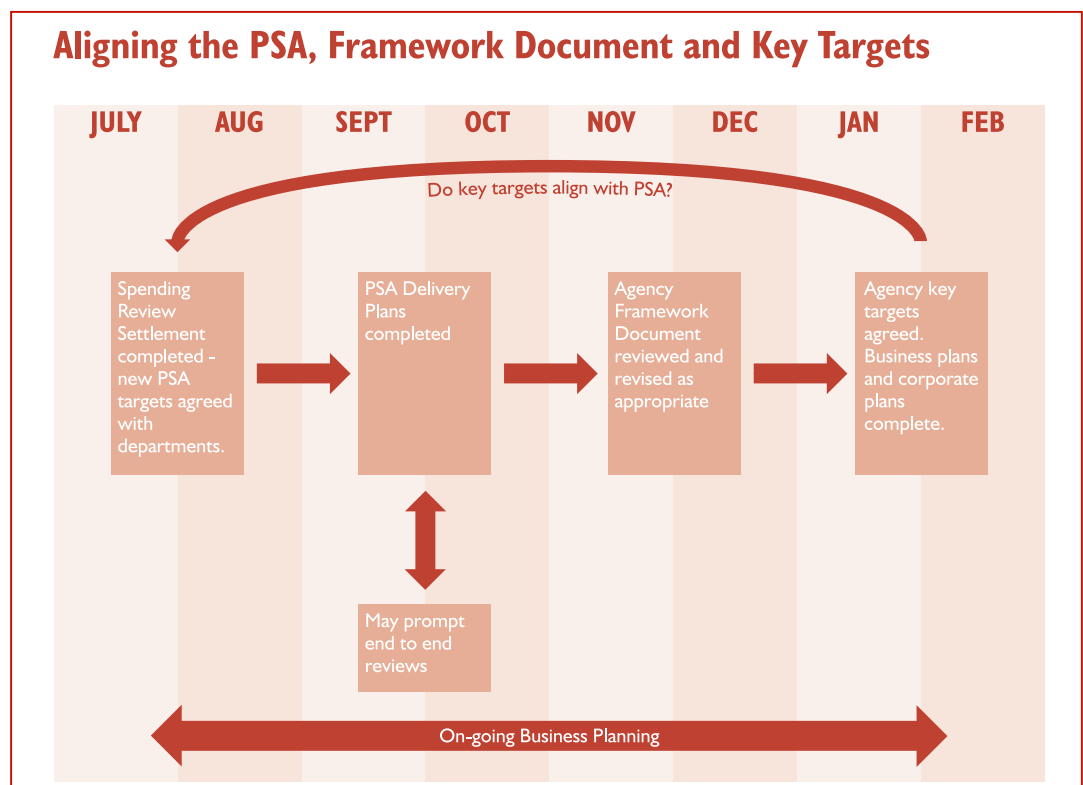 Aligning the PSA, Framework Document and Key Targets
JULY AUG SEPT OCT NOV DEC JAN FEB
Do key targets align with PSA?
Spending
Review
Settlement
completed -
new PSA
targets agreed
with
departments.
PSA Delivery
Plans
completed
Agency
Framework
Document
reviewed and
revised as
appropriate
Agency key
targets
agreed.
Business plans
and corporate
plans
complete.
May prompt
end to end
reviews
On-going Business Planning